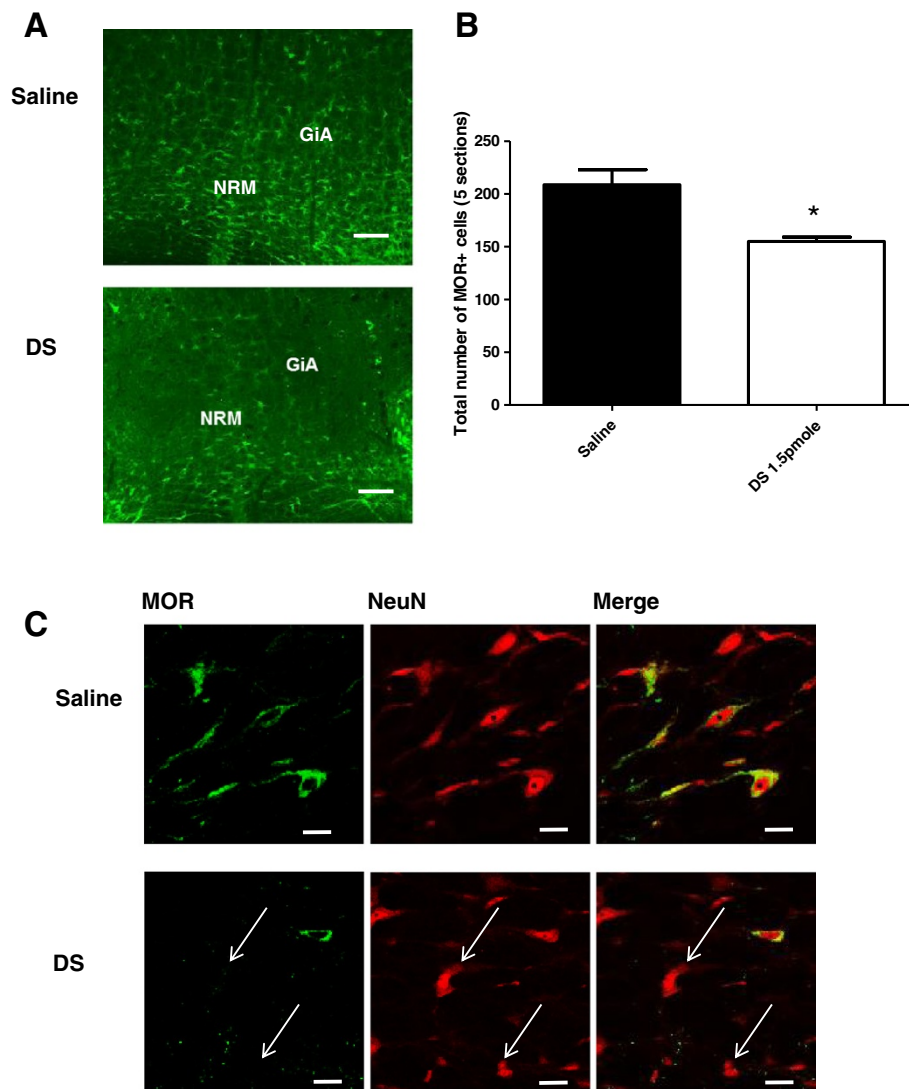 A
Saline
GiA
NRM
DS
GiA
NRM
B
Total number of MOR+ cells (5 sections)
250
200
150
100
50
0
*
Saline
DS 1.5pmole
C
MOR NeuN Merge
Saline
DS